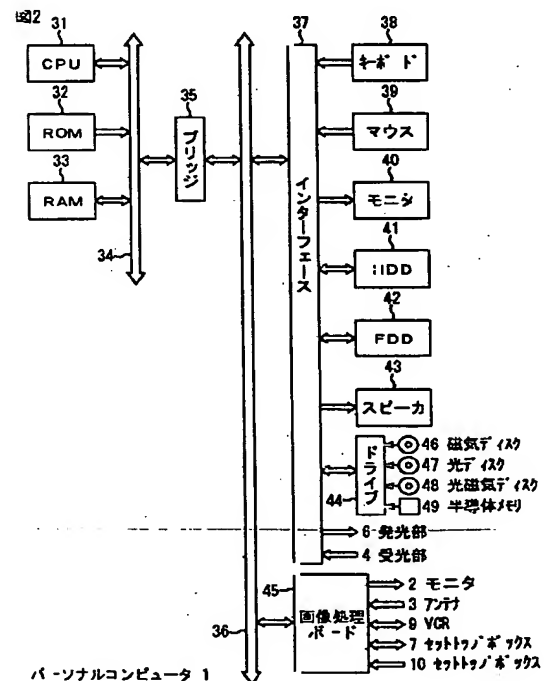 図2
31
CPU
32
ROM
33
RAM
34
35
ブリッジ
36
37
インターフェース
38
キーボード
39
マウス
40
モニタ
41
HDD
42
FDD
43
スピーカ
44
ドライブ
46 磁気ディスク
47 光ディスク
48 光磁気ディスク
49 半導体メモリ
6 発光部
4 受光部
45
画像処理
ボード
2 モニタ
3 アンテナ
9 VCR
7 セットトップボックス
10 セットトップボックス
パーソナルコンピュータ 1